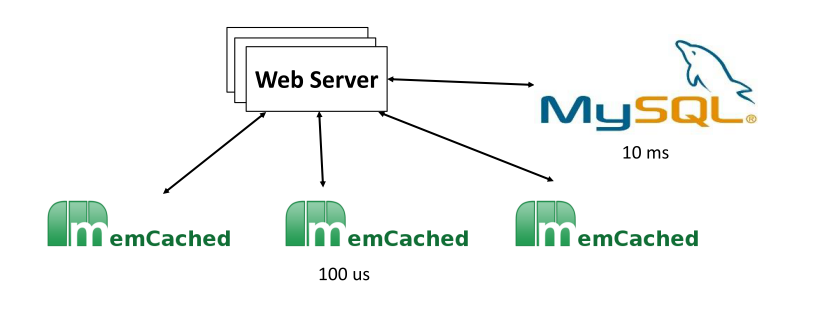 Web Server
MySQL®
10 ms
MemCached
MemCached
MemCached
100 us